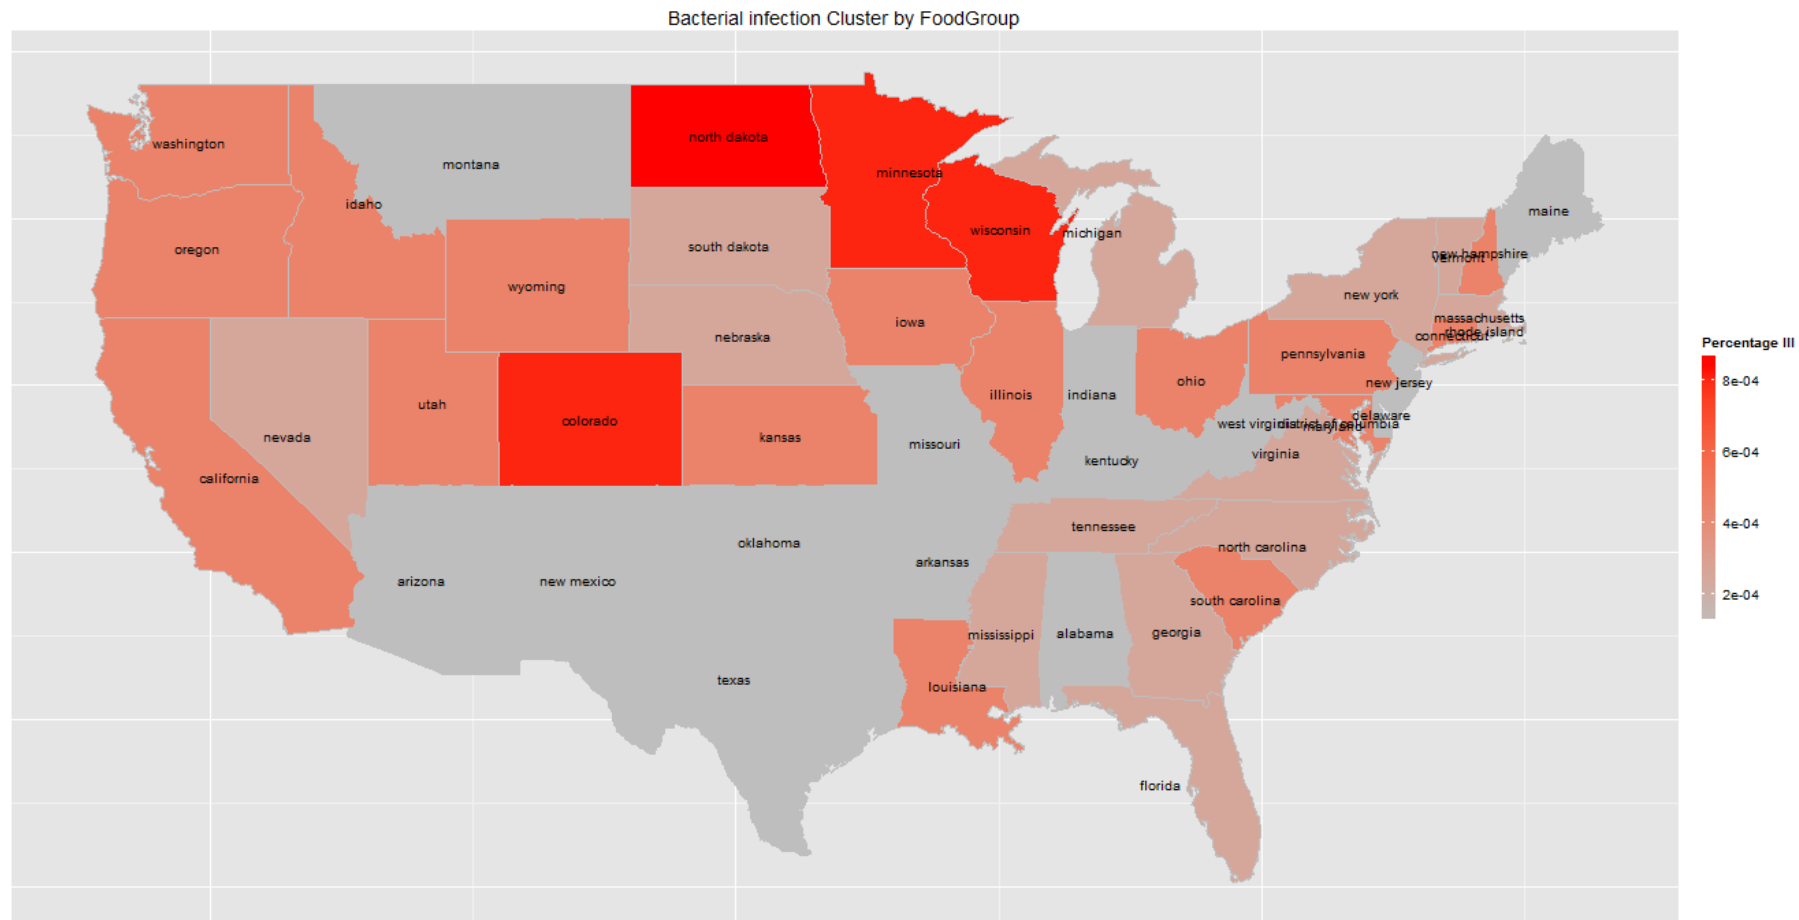 Bacterial infection Cluster by FoodGroup
washington
montana
north dakota
minnesota
idaho
maine
oregon
south dakota
wisconsin
michigan
new hampshire
vermont
wyoming
new york
iowa
massachusetts
rhode island
connecticut
nebraska
Percentage Ill
pennsylvania
8e-04
ohio
new jersey
utah
illinois
indiana
colorado
delaware
nevada
kansas
missouri
west virginia
district of columbia
maryland
6e-04
california
kentucky
virginia
4e-04
tennessee
oklahoma
north carolina
arkansas
arizona
new mexico
2e-04
south carolina
mississippi
alabama
georgia
texas
louisiana
florida